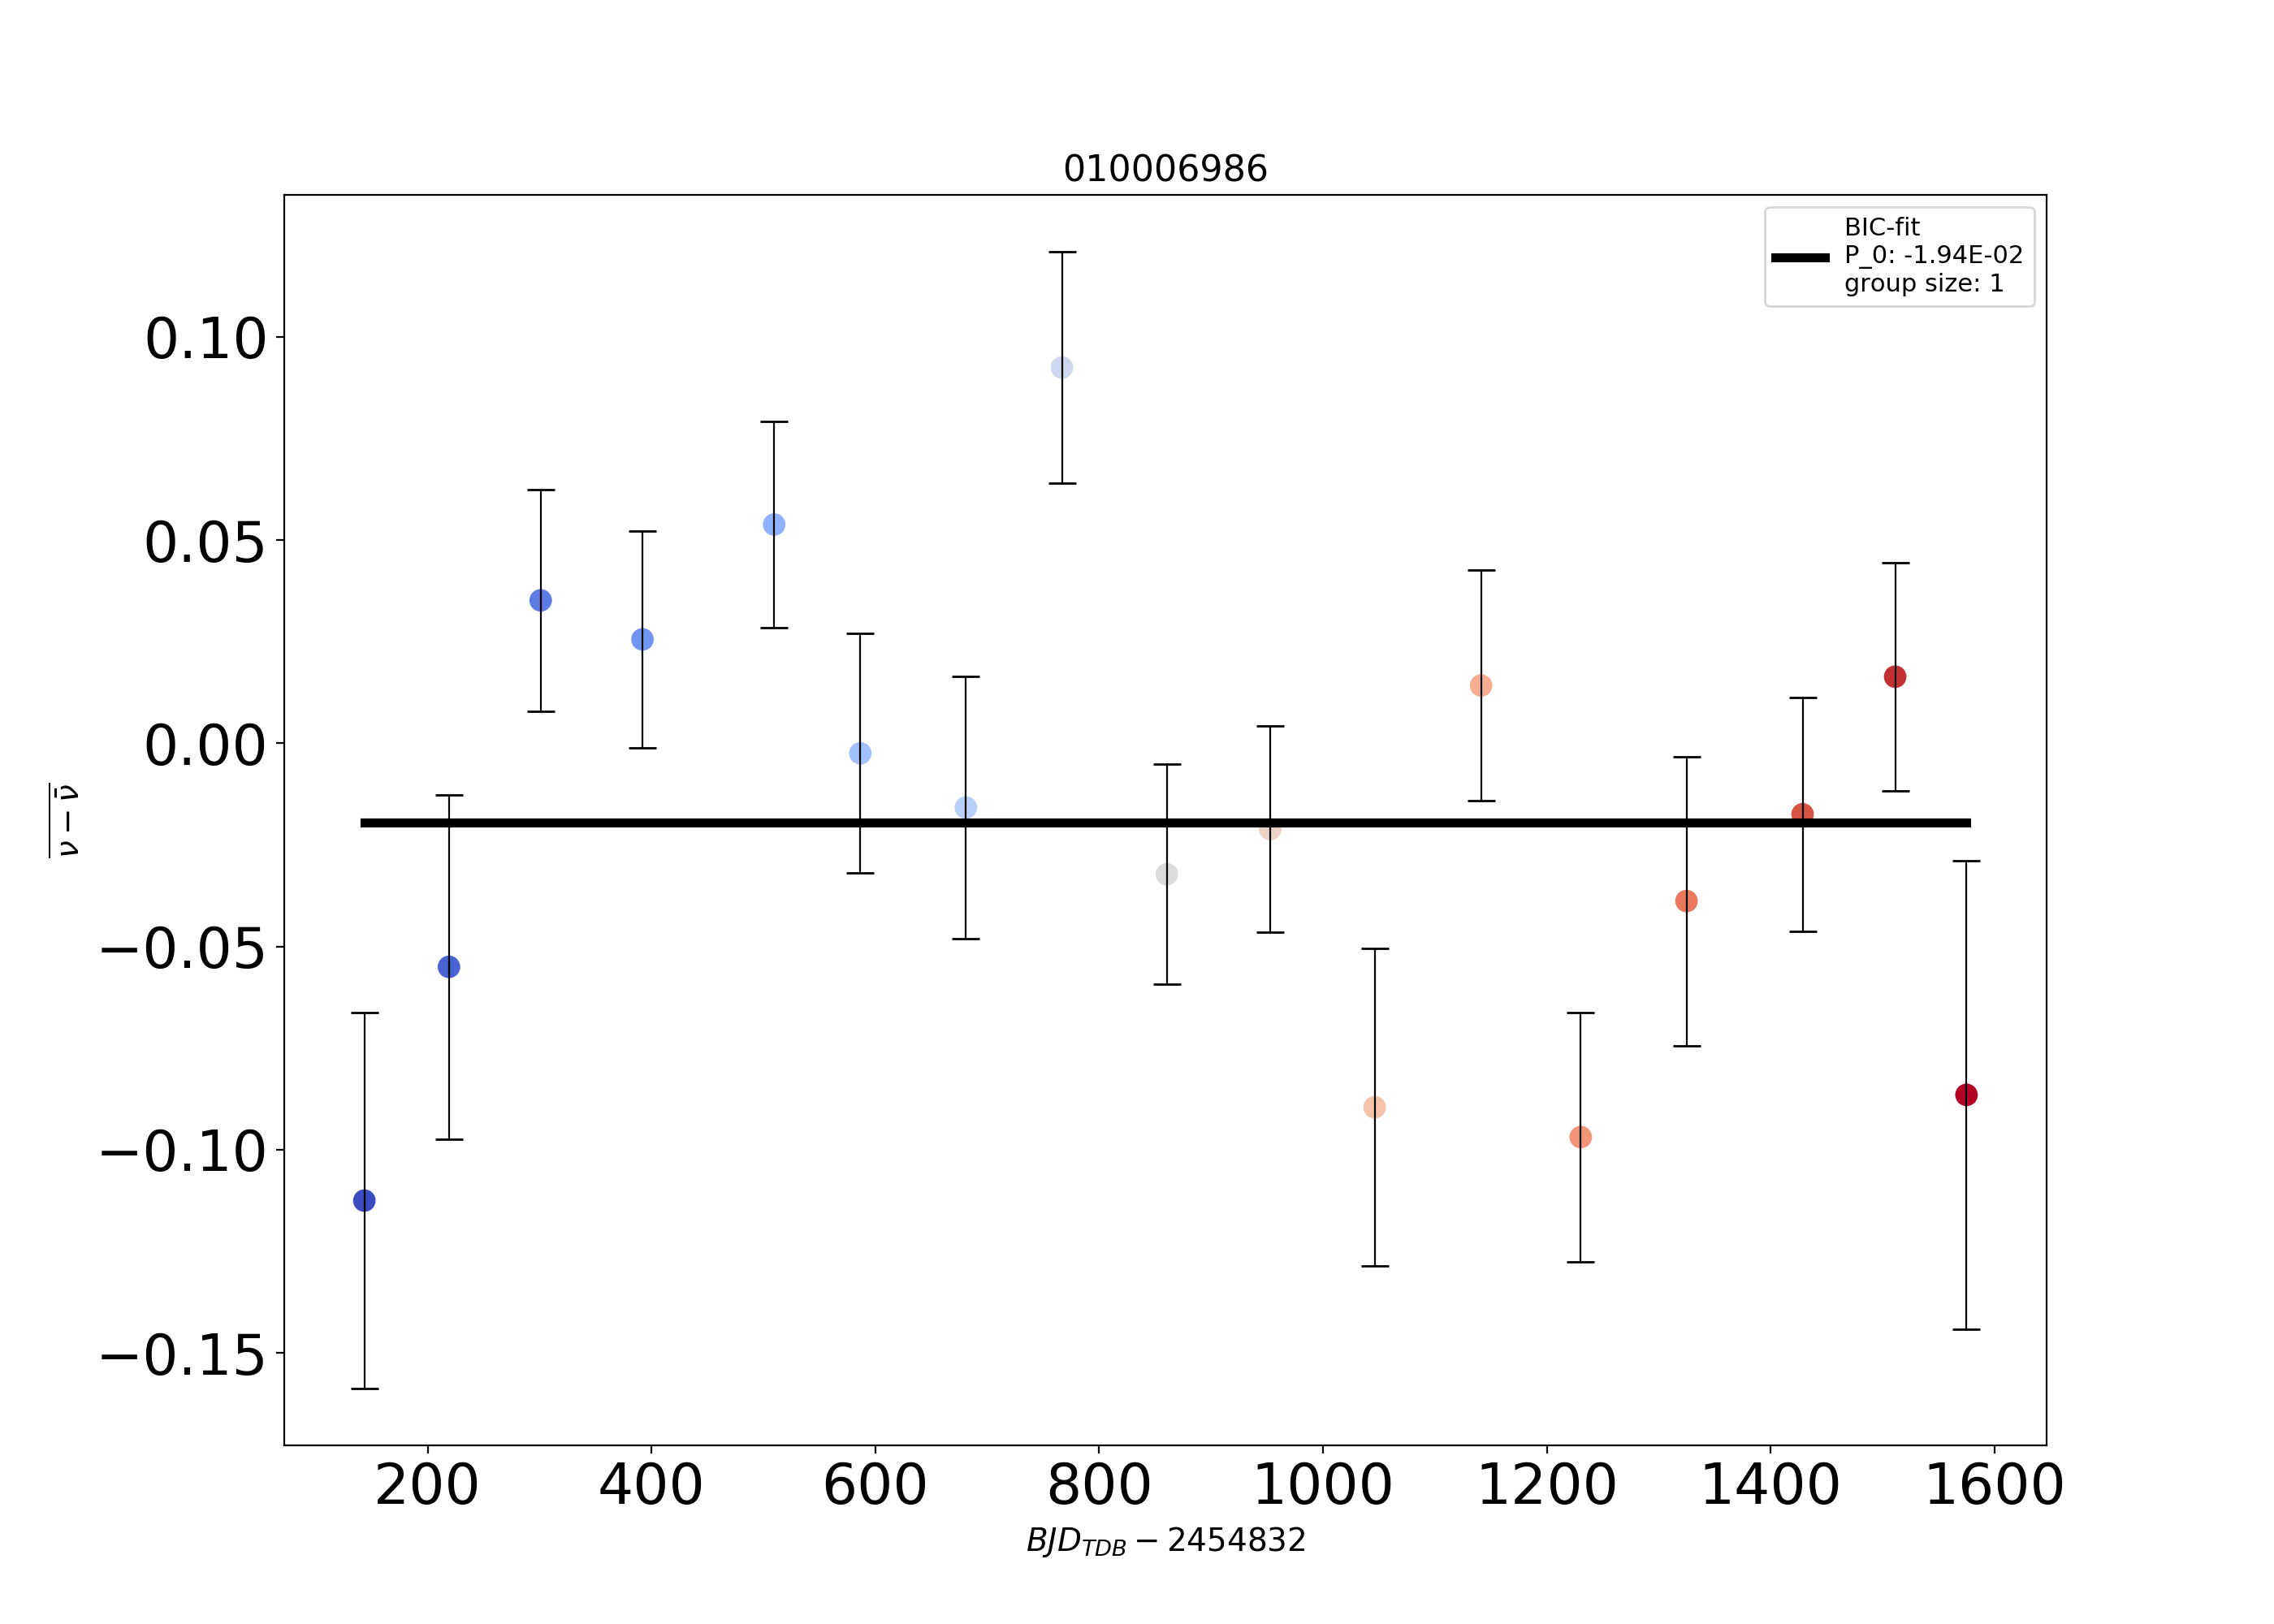 010006986
BIC-fit
P_0: -1.94E-02
group size: 1
0.10
0.05
0.00
−0.05
−0.10
−0.15
ν − ν̄
200 400 600 800 1000 1200 1400 1600
BJD_TDB − 2454832